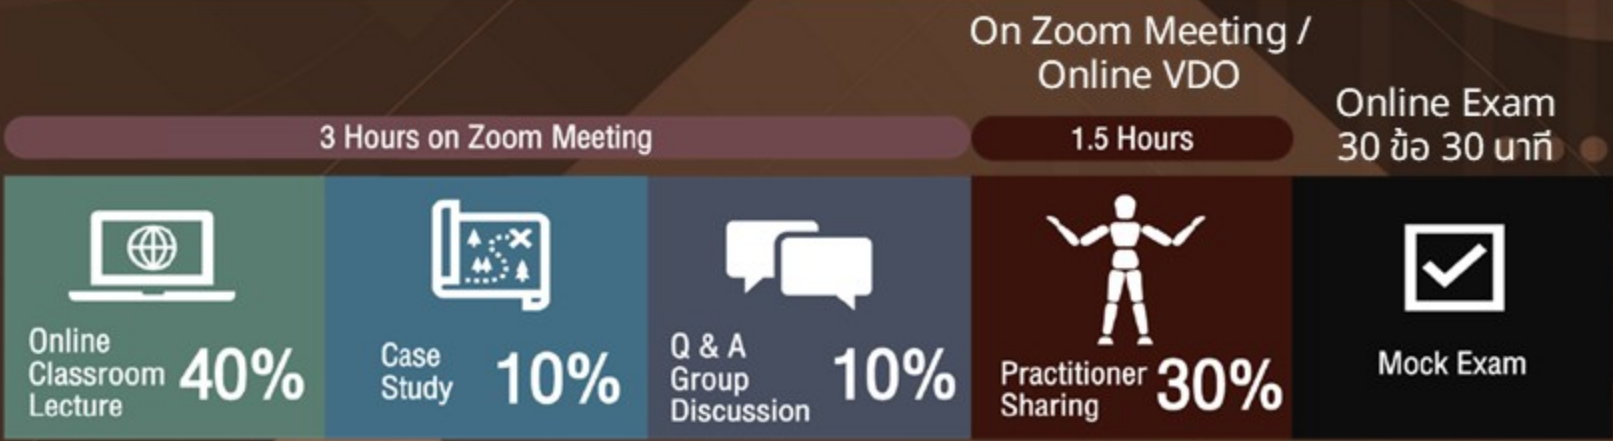 On Zoom Meeting /
Online VDO
Online Exam
30 ข้อ 30 นาที
3 Hours on Zoom Meeting
1.5 Hours
Online
Classroom
Lecture
40%
Case
Study
10%
Q & A
Group
Discussion
10%
Practitioner
Sharing
30%
Mock Exam